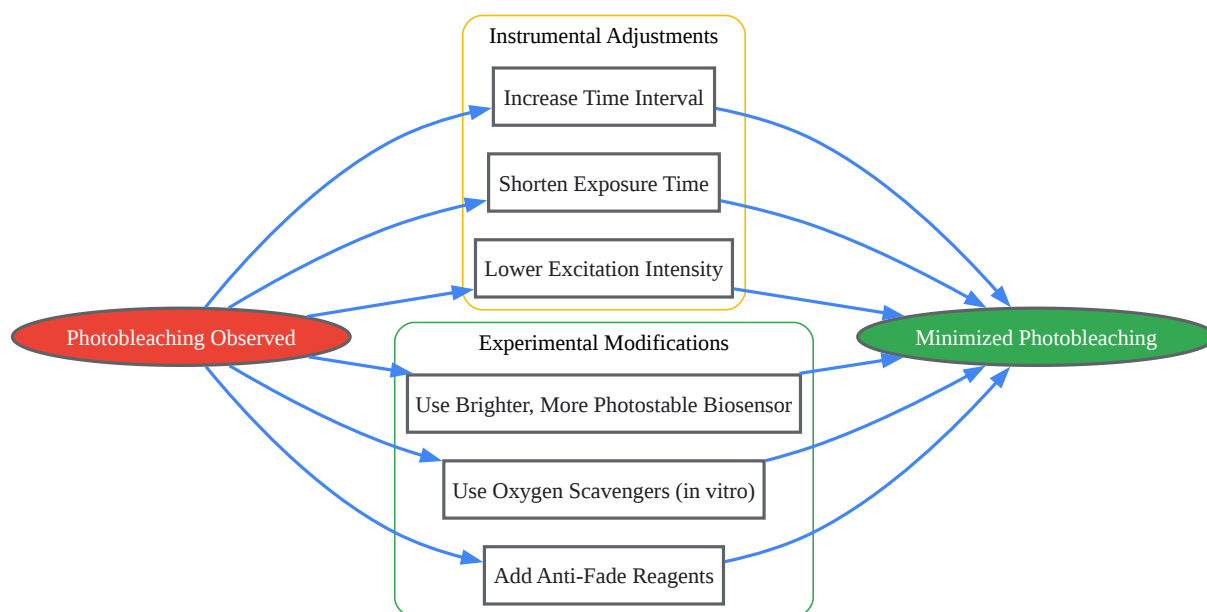 Instrumental Adjustments
Increase Time Interval
Shorten Exposure Time
Lower Excitation Intensity
Photobleaching Observed
Minimized Photobleaching
Experimental Modifications
Use Brighter, More Photostable Biosensor
Use Oxygen Scavengers (in vitro)
Add Anti-Fade Reagents